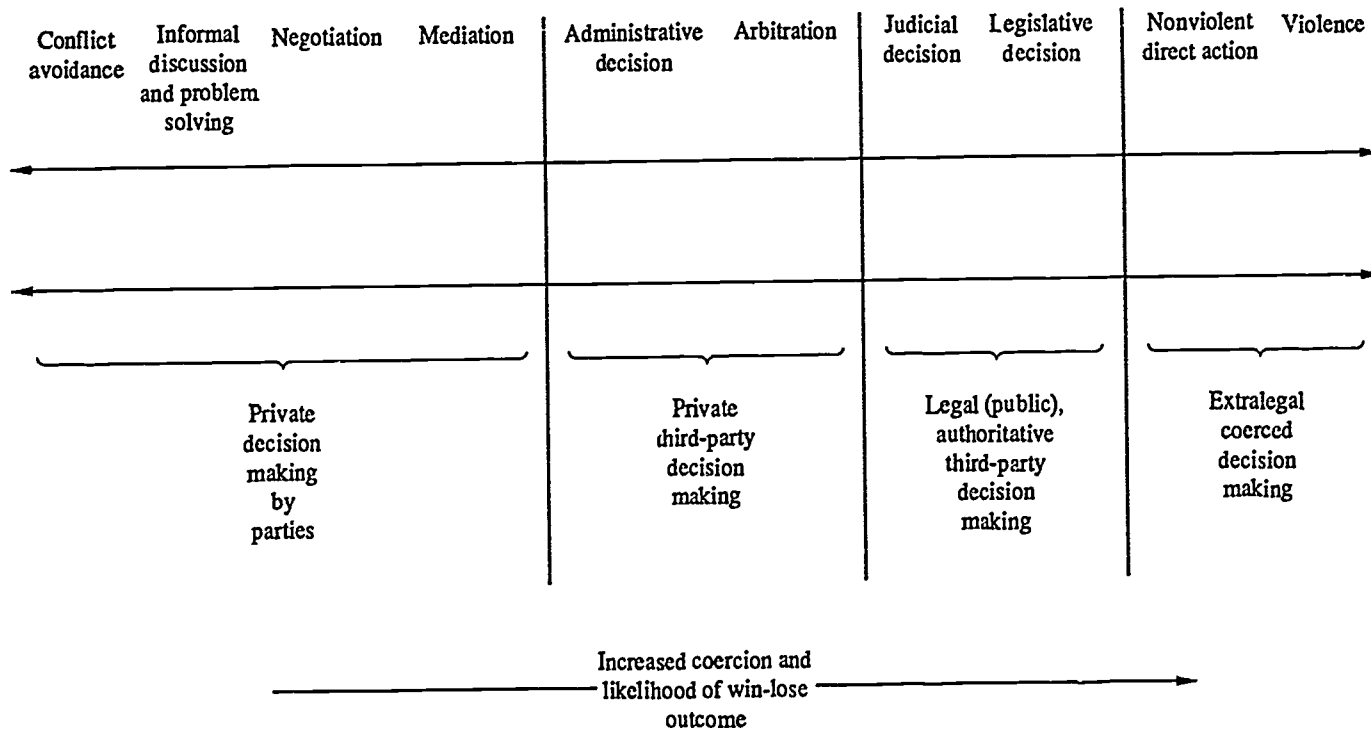 Conflict
avoidance
Informal
discussion
and problem
solving
Negotiation
Mediation
Administrative
decision
Arbitration
Judicial
decision
Legislative
decision
Nonviolent
direct action
Violence
Private
decision
making
by
parties
Private
third-party
decision
making
Legal (public),
authoritative
third-party
decision
making
Extralegal
coerced
decision
making
Increased coercion and
likelihood of win-lose
outcome